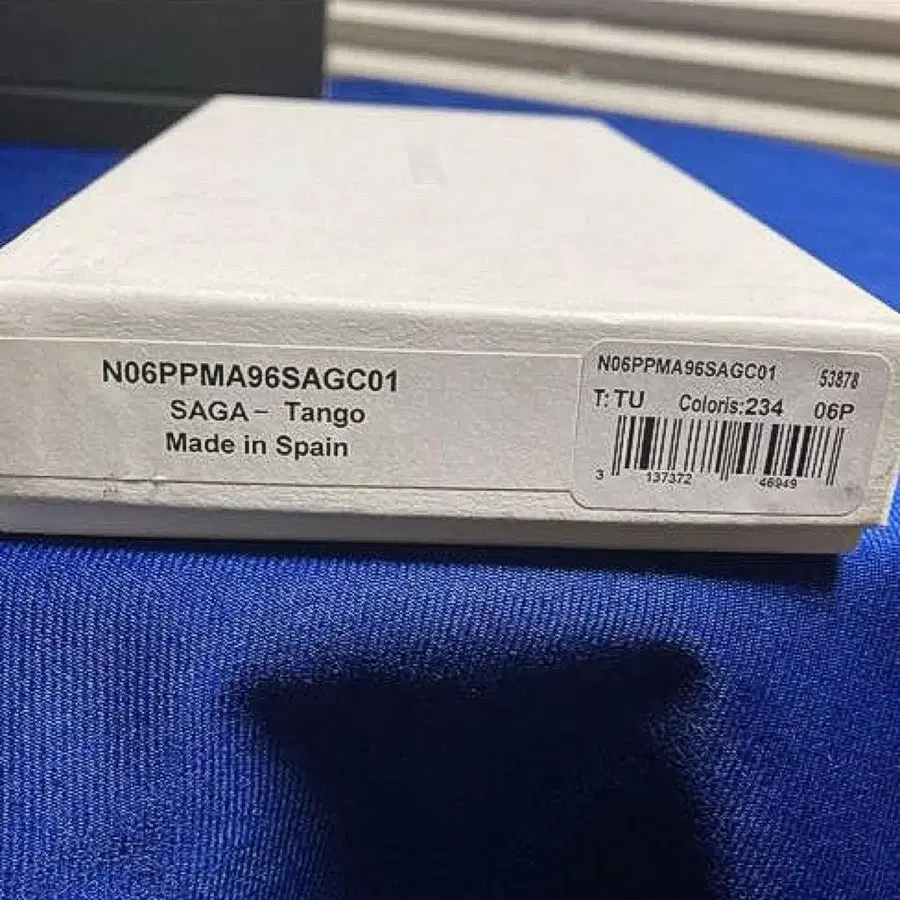 N06PPMA96SAGC01
SAGA - Tango
Made in Spain
N06PPMA96SAGC01 53878
T: TU Coloris:234 06P
3 137372 46949